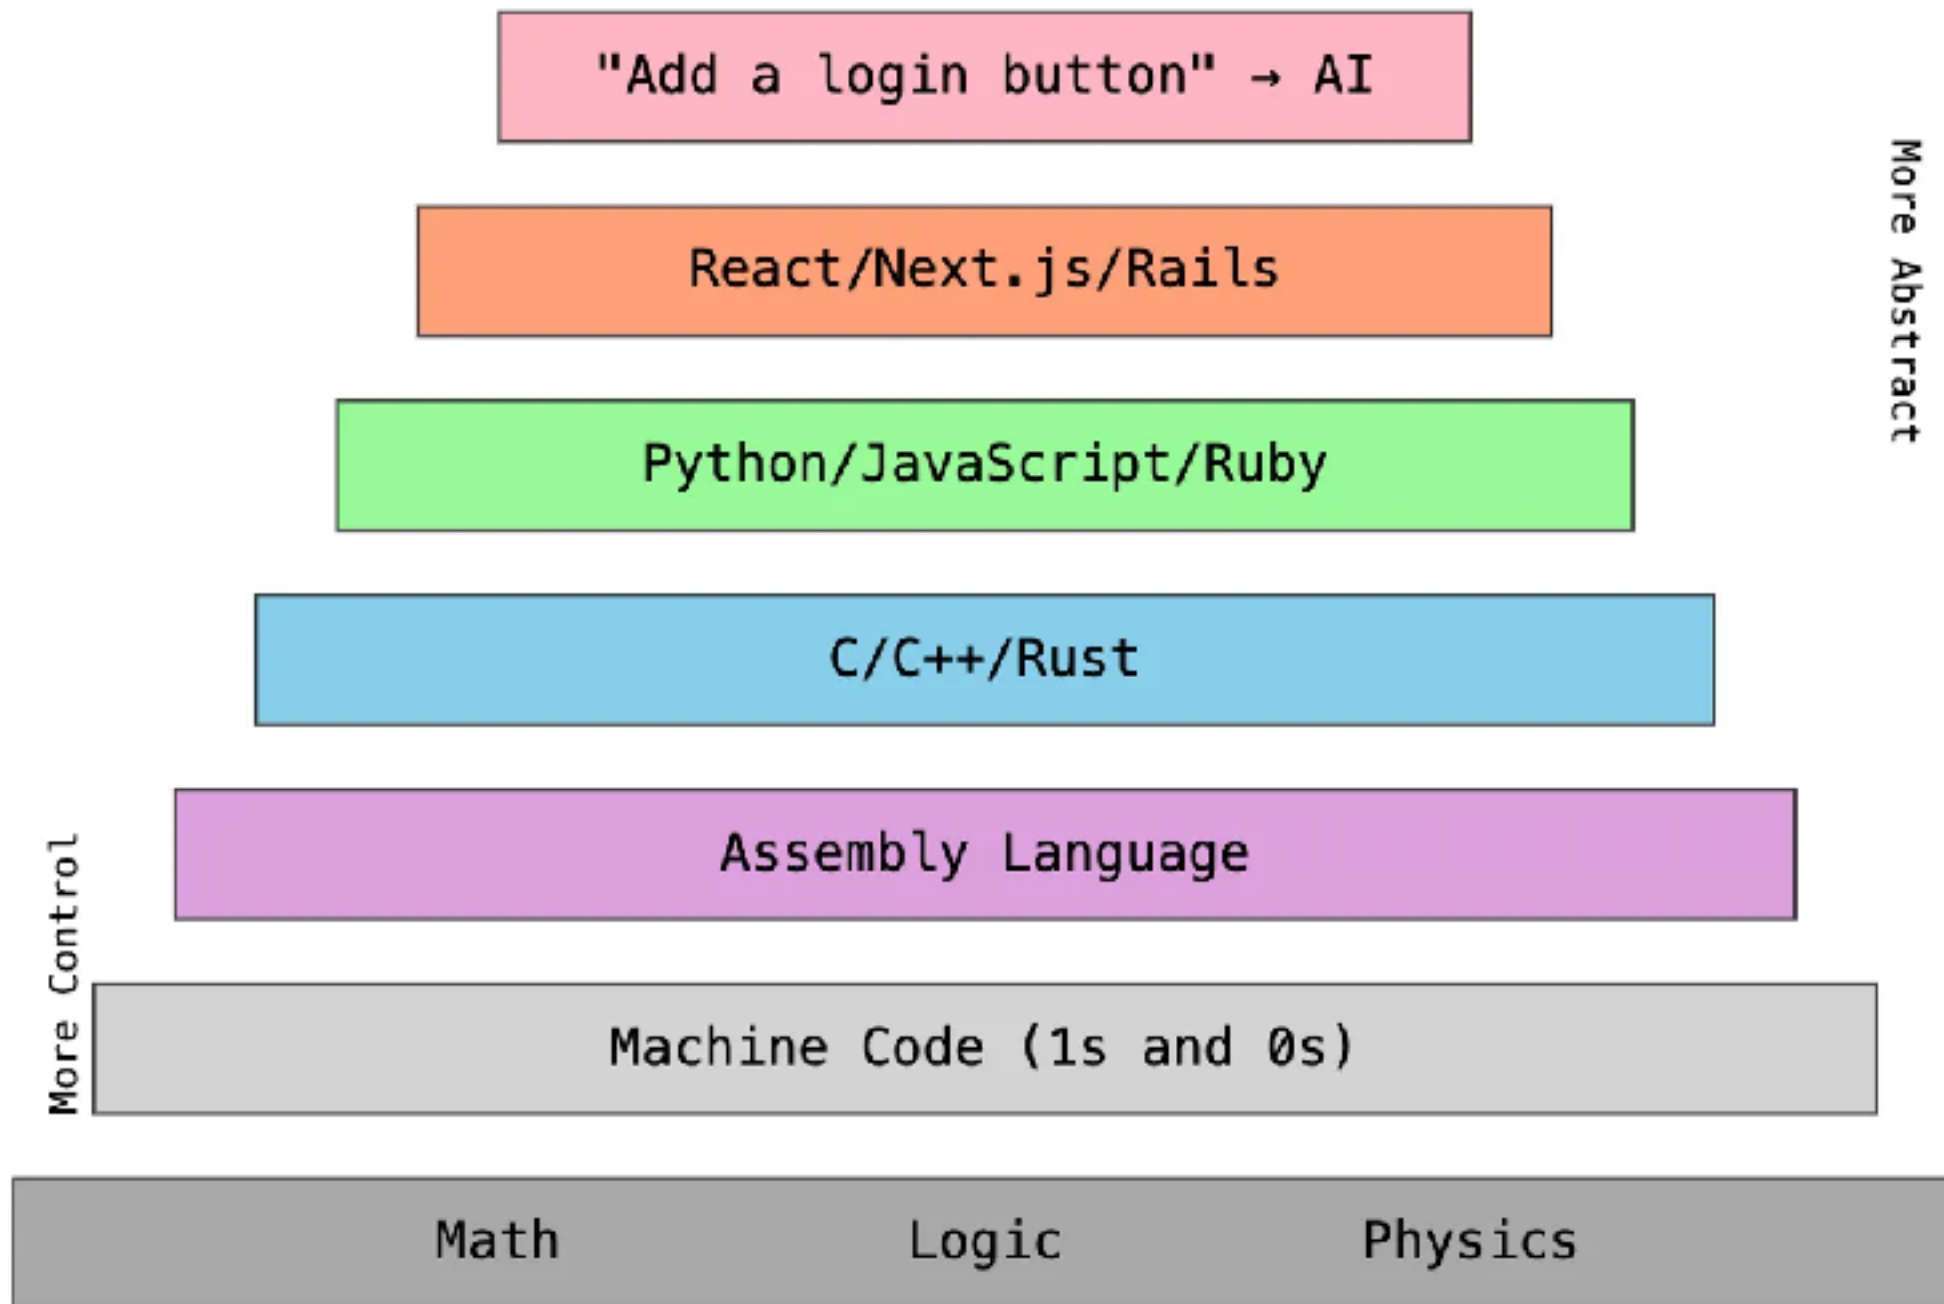 "Add a login button" → AI
More Abstract
React/Next.js/Rails
Python/JavaScript/Ruby
C/C++/Rust
Assembly Language
More Control
Machine Code (1s and 0s)
Math Logic Physics